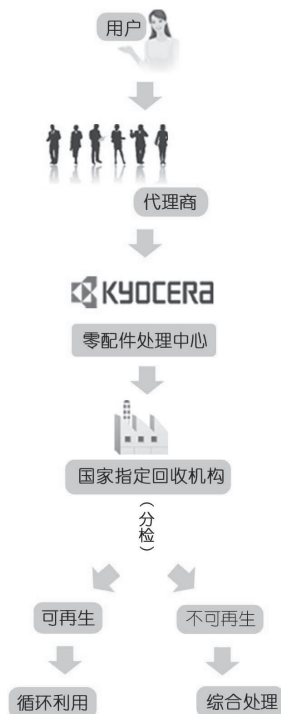 用户
代理商
KYOCERA
零配件处理中心
国家指定回收机构
（分检）
可再生
不可再生
循环利用
综合处理